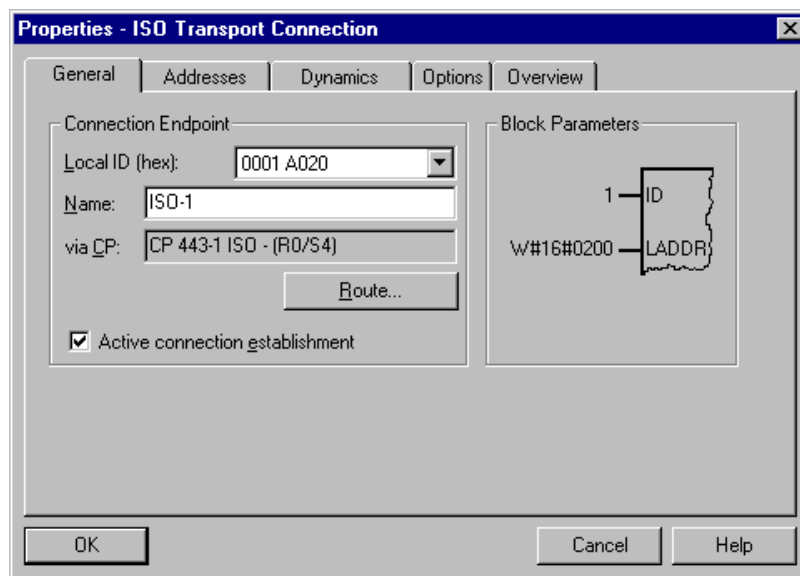 Properties - ISO Transport Connection
General Addresses Dynamics Options Overview
Connection Endpoint
Local ID (hex): 0001 A020
Name: ISO-1
via CP: CP 443-1 ISO - (R0/S4)
Route...
Active connection establishment
Block Parameters
1 ID
W#16#0200 LADDR
OK Cancel Help